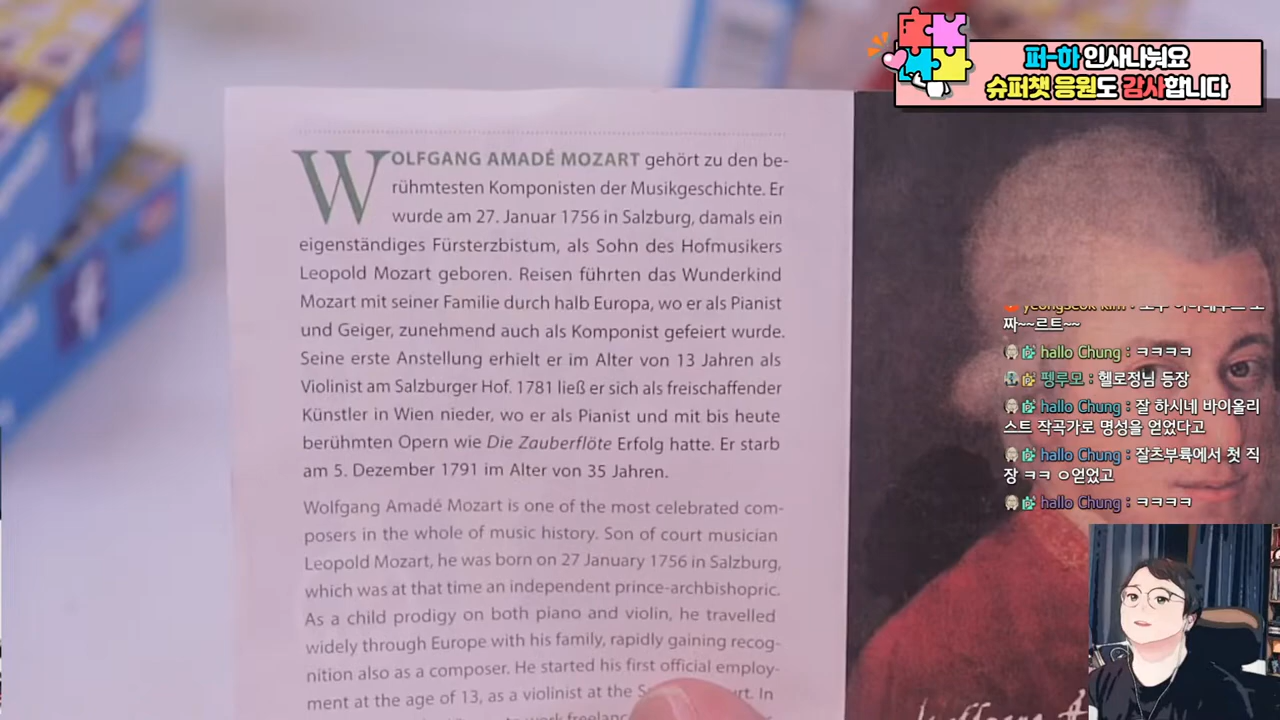 퍼-하 인사나눠요
슈퍼챗 응원도 감사합니다
WOLFGANG AMADÉ MOZART gehört zu den be-
rühmtesten Komponisten der Musikgeschichte. Er
wurde am 27. Januar 1756 in Salzburg, damals ein
eigenständiges Fürsterzbistum, als Sohn des Hofmusikers
Leopold Mozart geboren. Reisen führten das Wunderkind
Mozart mit seiner Familie durch halb Europa, wo er als Pianist
und Geiger, zunehmend auch als Komponist gefeiert wurde.
Seine erste Anstellung erhielt er im Alter von 13 Jahren als
Violinist am Salzburger Hof. 1781 ließ er sich als freischaffender
Künstler in Wien nieder, wo er als Pianist und mit bis heute
berühmten Opern wie Die Zauberflöte Erfolg hatte. Er starb
am 5. Dezember 1791 im Alter von 35 Jahren.
Wolfgang Amadé Mozart is one of the most celebrated com-
posers in the whole of music history. Son of court musician
Leopold Mozart, he was born on 27 January 1756 in Salzburg,
which was at that time an independent prince-archbishopric.
As a child prodigy on both piano and violin, he travelled
widely through Europe with his family, rapidly gaining recog-
nition also as a composer. He started his first official employ-
ment at the age of 13, as a violinist at the In
work
yeongseok kim :
짜~~르트~~
hallo Chung : ㅋㅋㅋㅋ
펭루모 : 헬로정님 등장
hallo Chung : 잘 하시네 바이올리
스트 작곡가로 명성을 얻었다고
hallo Chung : 잘츠부륵에서 첫 직
장 ㅋㅋ ㅇ얻었고
hallo Chung : ㅋㅋㅋㅋ